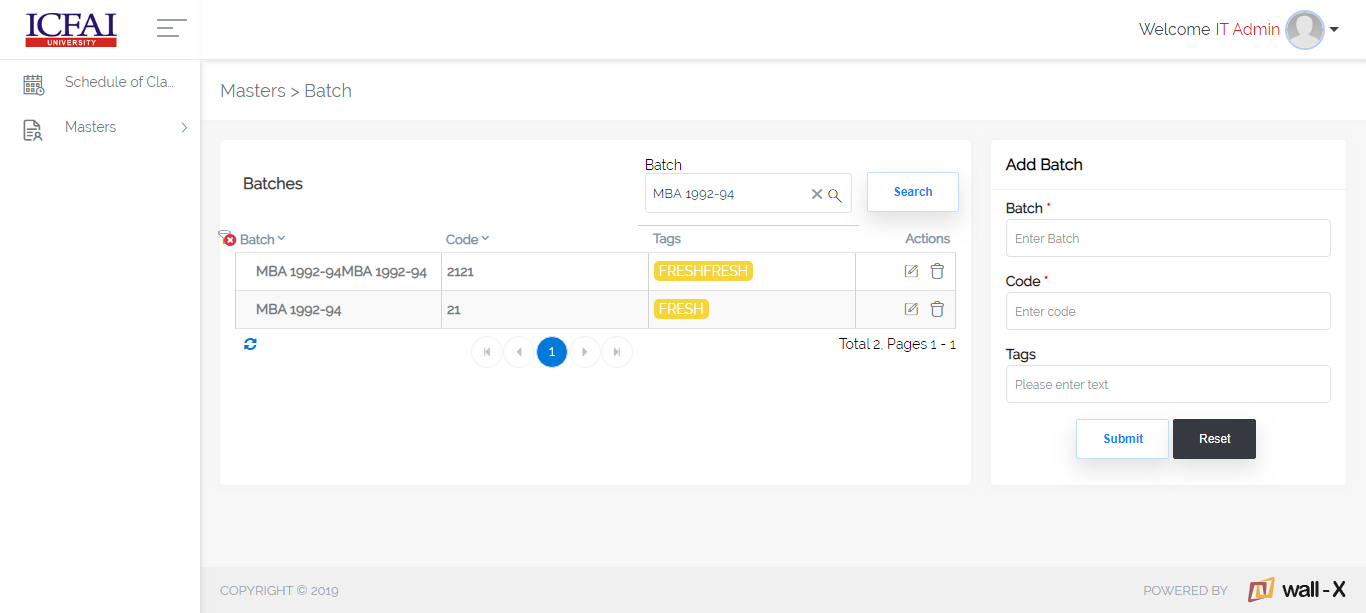 ICFAI
UNIVERSITY
Welcome IT Admin
Schedule of Cla...
Masters
Masters > Batch
Batches
Batch
MBA 1992-94
Search
Batch Code Tags Actions
MBA 1992-94MBA 1992-94 2121 FRESHFRESH
MBA 1992-94 21 FRESH
1
Total 2, Pages 1 - 1
Add Batch
Batch *
Enter Batch
Code *
Enter code
Tags
Please enter text
Submit Reset
COPYRIGHT © 2019
POWERED BY wall-X